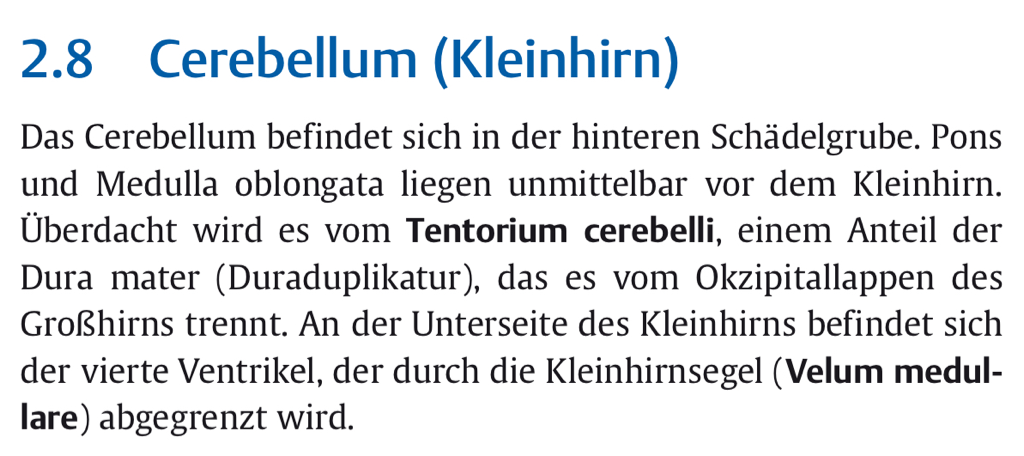 2.8 Cerebellum (Kleinhirn)
Das Cerebellum befindet sich in der hinteren Schädelgrube. Pons
und Medulla oblongata liegen unmittelbar vor dem Kleinhirn.
Überdacht wird es vom Tentorium cerebelli, einem Anteil der
Dura mater (Duraduplikatur), das es vom Okzipitallappen des
Großhirns trennt. An der Unterseite des Kleinhirns befindet sich
der vierte Ventrikel, der durch die Kleinhirnsegel (Velum medul-
lare) abgegrenzt wird.